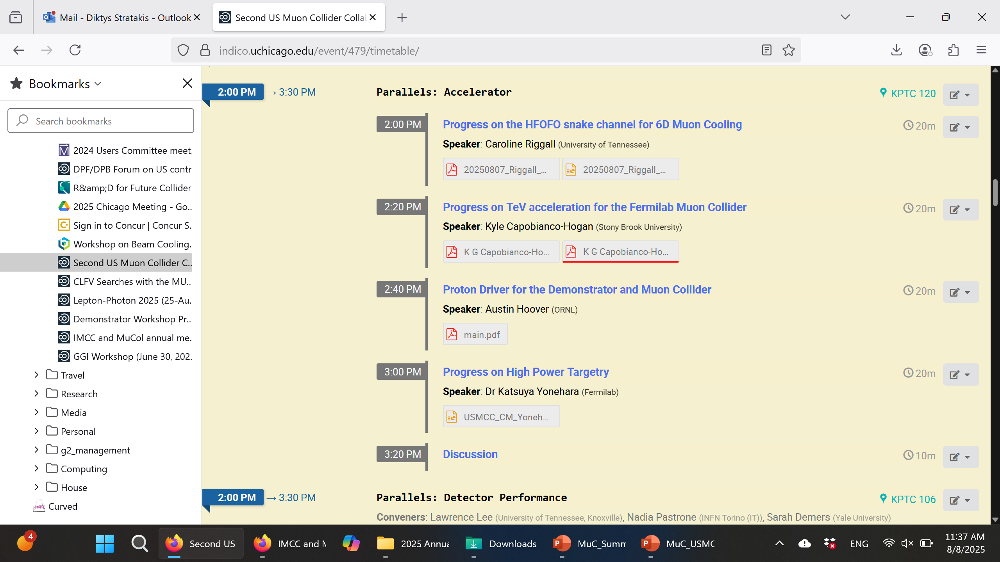 Mail - Diktys Stratakis - Outlook
Second US Muon Collider Colla
indico.uchicago.edu/event/479/timetable/
Bookmarks
Search bookmarks
2024 Users Committee meet.
DPF/DPB Forum on US contr
R&amp;D for Future Collider.
2025 Chicago Meeting - Go...
Sign in to Concur | Concur S.
Workshop on Beam Cooling.
Second US Muon Collider C...
CLFV Searches with the MU...
Lepton-Photon 2025 (25-Au.
Demonstrator Workshop Pr...
IMCC and MuCol annual me.
GGI Workshop (June 30, 202.
Travel
Research
Media
Personal
g2_management
Computing
House
Curved
2:00 PM → 3:30 PM Parallels: Accelerator KPTC 120
2:00 PM Progress on the HFOFO snake channel for 6D Muon Cooling 20m
Speaker: Caroline Riggall (University of Tennessee)
20250807_Riggall_... 20250807_Riggall_...
2:20 PM Progress on TeV acceleration for the Fermilab Muon Collider 20m
Speaker: Kyle Capobianco-Hogan (Stony Brook University)
K G Capobianco-Ho... K G Capobianco-Ho...
2:40 PM Proton Driver for the Demonstrator and Muon Collider 20m
Speaker: Austin Hoover (ORNL)
main.pdf
3:00 PM Progress on High Power Targetry 20m
Speaker: Dr Katsuya Yonehara (Fermilab)
USMCC_CM_Yoneh...
3:20 PM Discussion 10m
2:00 PM → 3:30 PM Parallels: Detector Performance KPTC 106
Conveners: Lawrence Lee (University of Tennessee, Knoxville), Nadia Pastrone (INFN Torino (IT)), Sarah Demers (Yale University)
4
Second US
IMCC and M
2025 Annua
Downloads
MuC_Summ
MuC_USMC
ENG
11:37 AM
8/8/2025